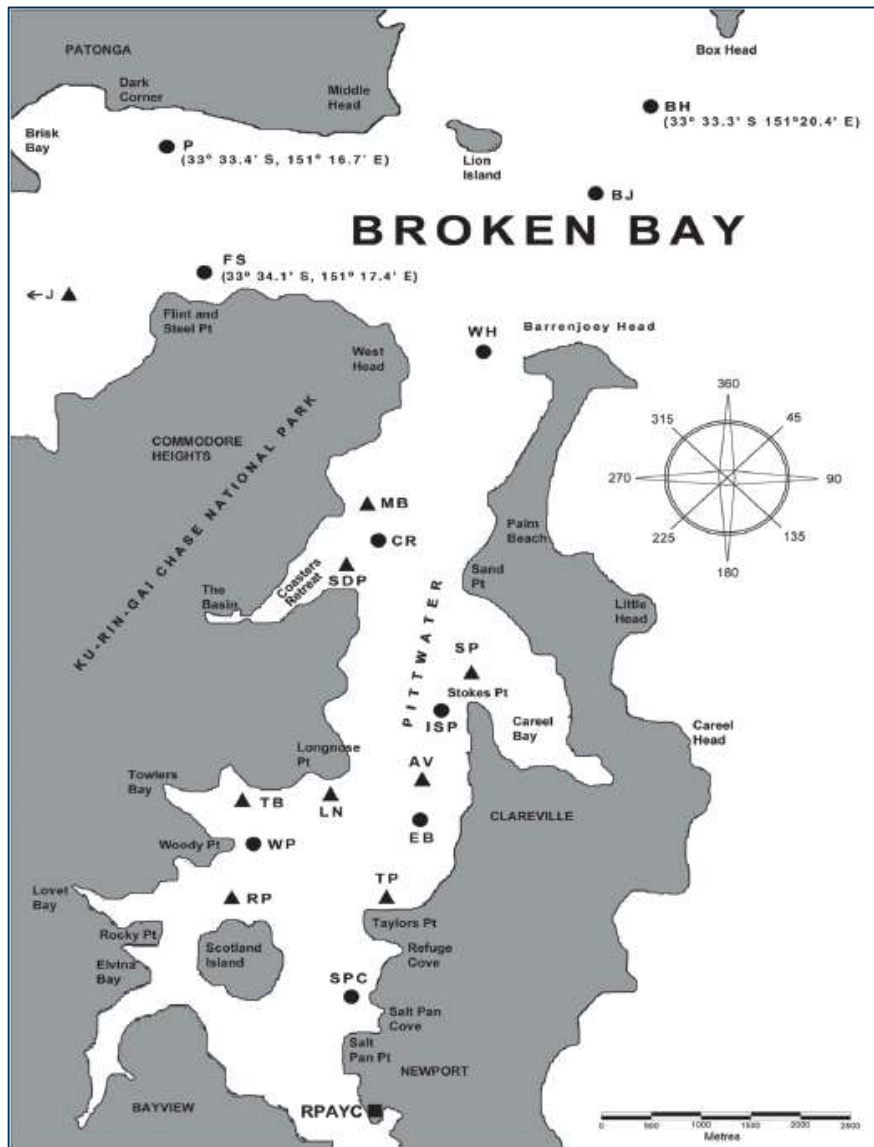 PATONGA
Box Head
Dark
Corner
Middle
Head
BH
(33° 33.3' S 151°20.4' E)
Brisk
Bay
P
(33° 33.4' S, 151° 16.7' E)
Lion
Island
BJ
BROKEN BAY
FS
(33° 34.1' S, 151° 17.4' E)
←J
Flint and
Steel Pt
WH
Barrenjoey Head
West
Head
360
315
45
270
90
225
135
180
COMMODORE
HEIGHTS
KU-RIN-GAI CHASE NATIONAL PARK
MB
CR
Palm
Beach
SDP
Coasters
Retreat
Sand
Pt
The
Basin
Little
Head
PITTWATER
SP
Stokes Pt
ISP
Careel
Bay
Careel
Head
Longnose
Pt
AV
Towlers
Bay
TB
LN
CLAREVILLE
EB
Woody Pt
WP
TP
Lovet
Bay
RP
Taylors Pt
Rocky Pt
Scotland
Island
Refuge
Cove
Elvina
Bay
SPC
Salt Pan
Cove
Salt
Pan Pt
NEWPORT
RPAYC
BAYVIEW
0 500 1000 1500 2000 2500
Metres